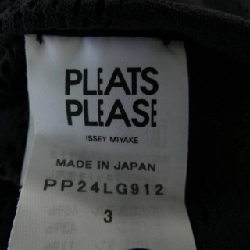 PLEATS
PLEASE
ISSEY MIYAKE
MADE IN JAPAN
PP24LG912
3